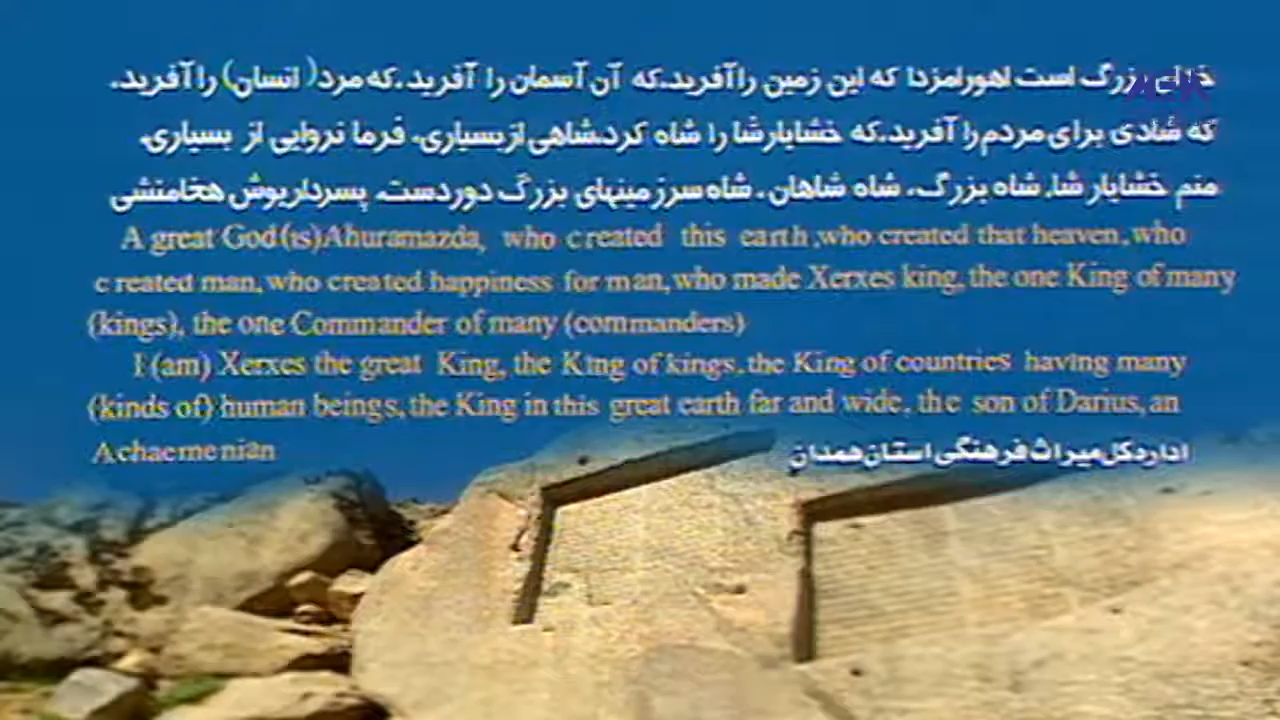 خدای بزرگ است اهورامزدا که این زمین را آفرید.که آن آسمان را آفرید .که مرد( انسان) را آفرید.
که شادی برای مردم را آفرید.که خشایارشا را شاه کرد.شاهی از بسیاری، فرما نروایی از بسیاری.
منم خشایار شا، شاه بزرگ، شاه شاهان ، شاه سرزمینهای بزرگ دوردست، پسرداریوش هخامنشی
A great God (is) Ahuramazda, who created this earth ,who created that heaven, who
created man, who created happiness for man, who made Xerxes king, the one King of many
(kings), the one Commander of many (commanders)
I (am) Xerxes the great King, the King of kings, the King of countries having many
(kinds of) human beings, the King in this great earth far and wide, the son of Darius, an
Achaemenian
اداره کل میراث فرهنگی استان همدان